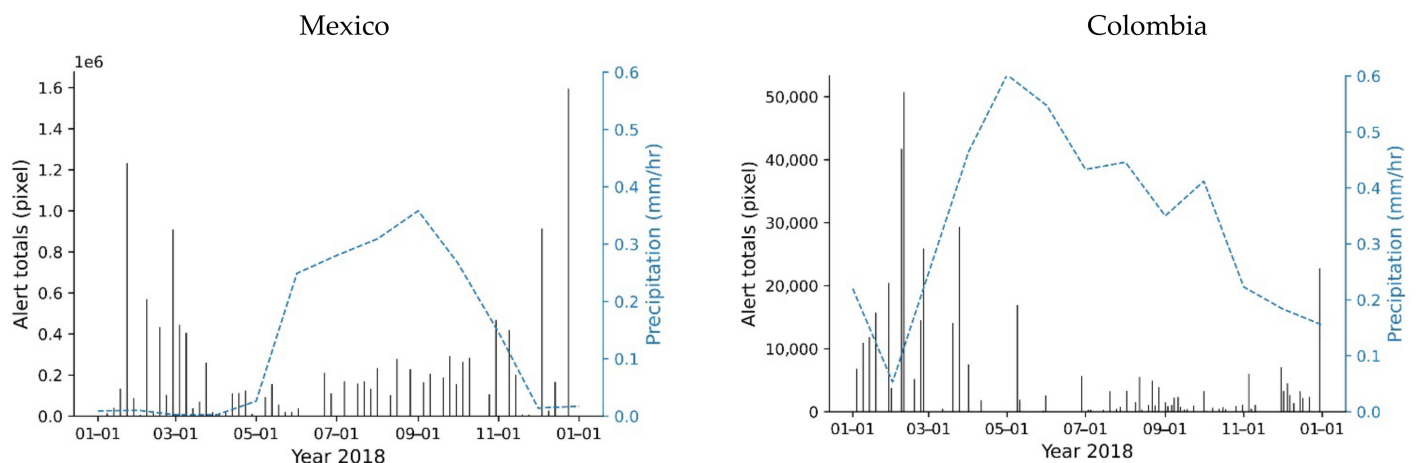 Mexico
1e6
1.6
1.4
1.2
1.0
0.8
0.6
0.4
0.2
0.0
Alert totals (pixel)
0.6
0.5
0.4
0.3
0.2
0.1
0.0
Precipitation (mm/hr)
01-01 03-01 05-01 07-01 09-01 11-01 01-01
Year 2018
Colombia
50,000
40,000
30,000
20,000
10,000
0
Alert totals (pixel)
0.6
0.5
0.4
0.3
0.2
0.1
0.0
Precipitation (mm/hr)
01-01 03-01 05-01 07-01 09-01 11-01 01-01
Year 2018